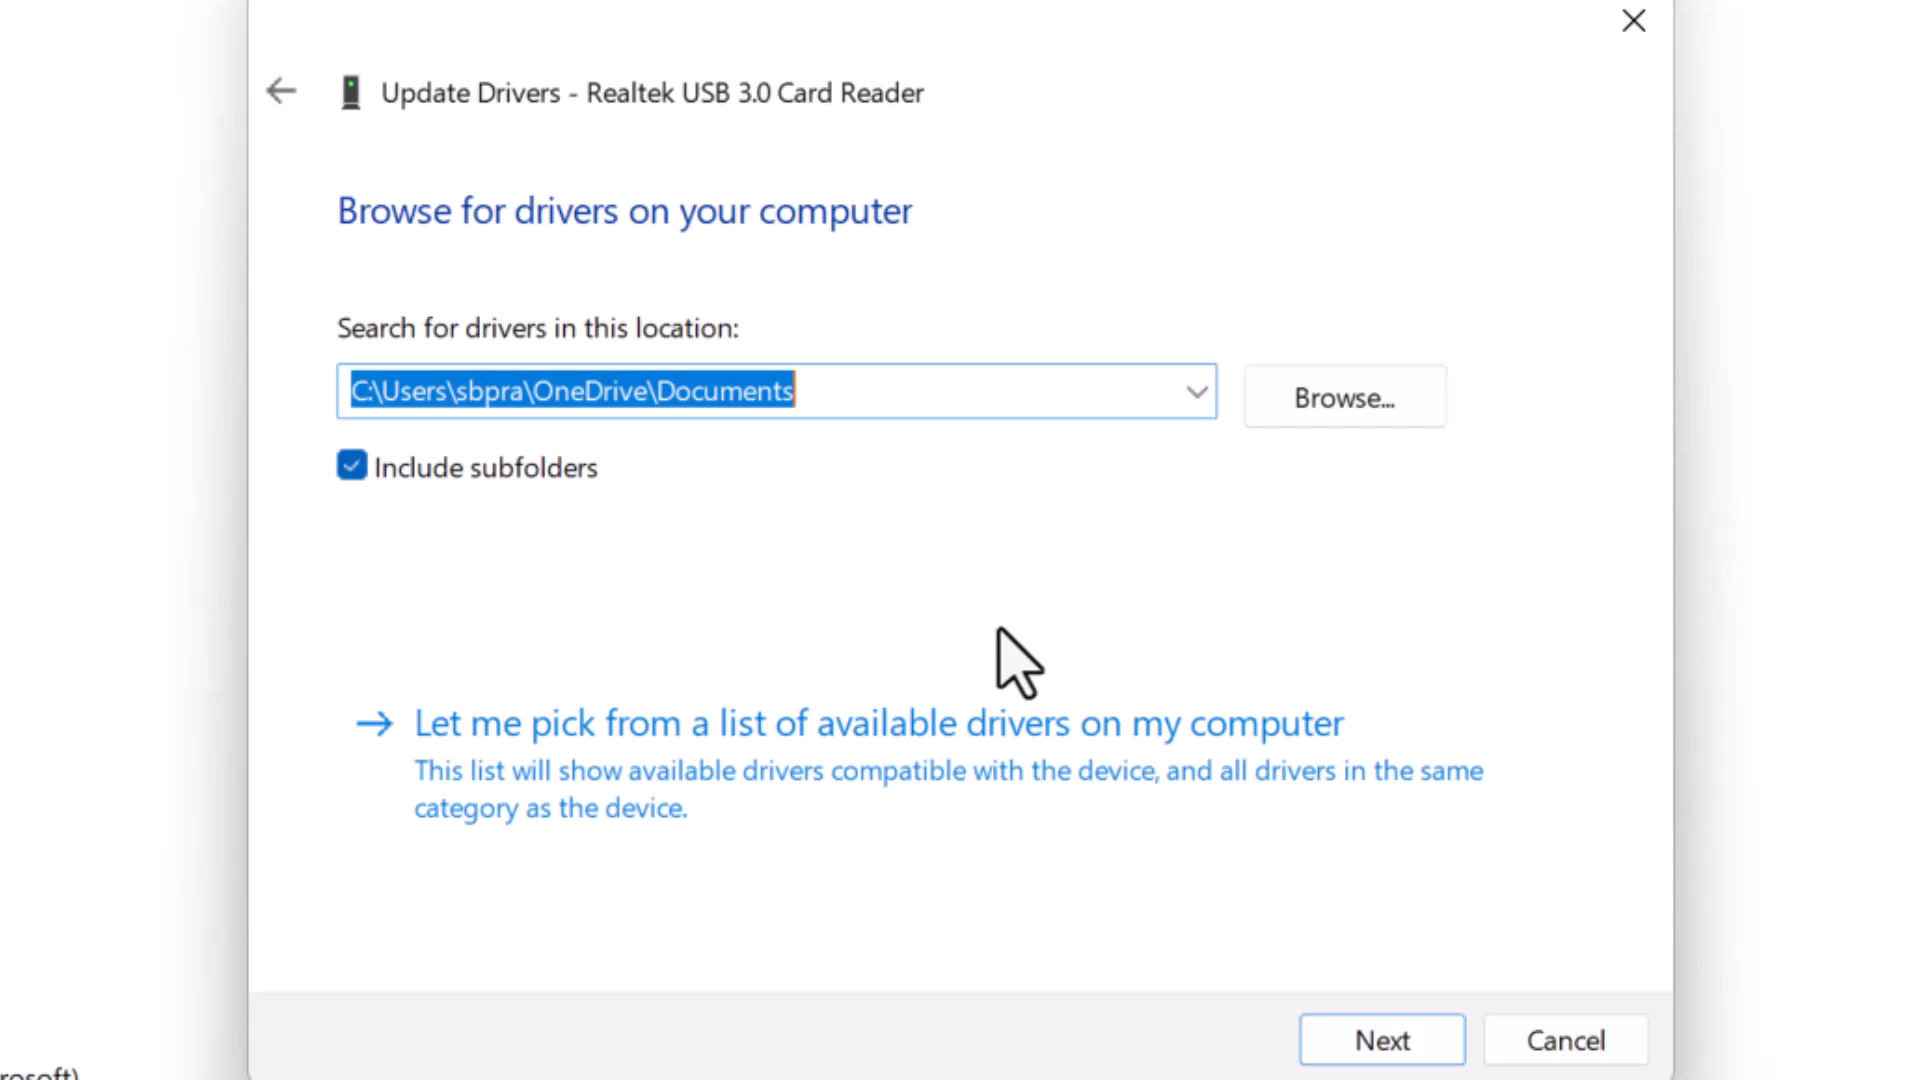 Update Drivers - Realtek USB 3.0 Card Reader
Browse for drivers on your computer
Search for drivers in this location:
C:\Users\sbpra\OneDrive\Documents
Browse...
Include subfolders
Let me pick from a list of available drivers on my computer
This list will show available drivers compatible with the device, and all drivers in the same
category as the device.
Next
Cancel
rosoft)